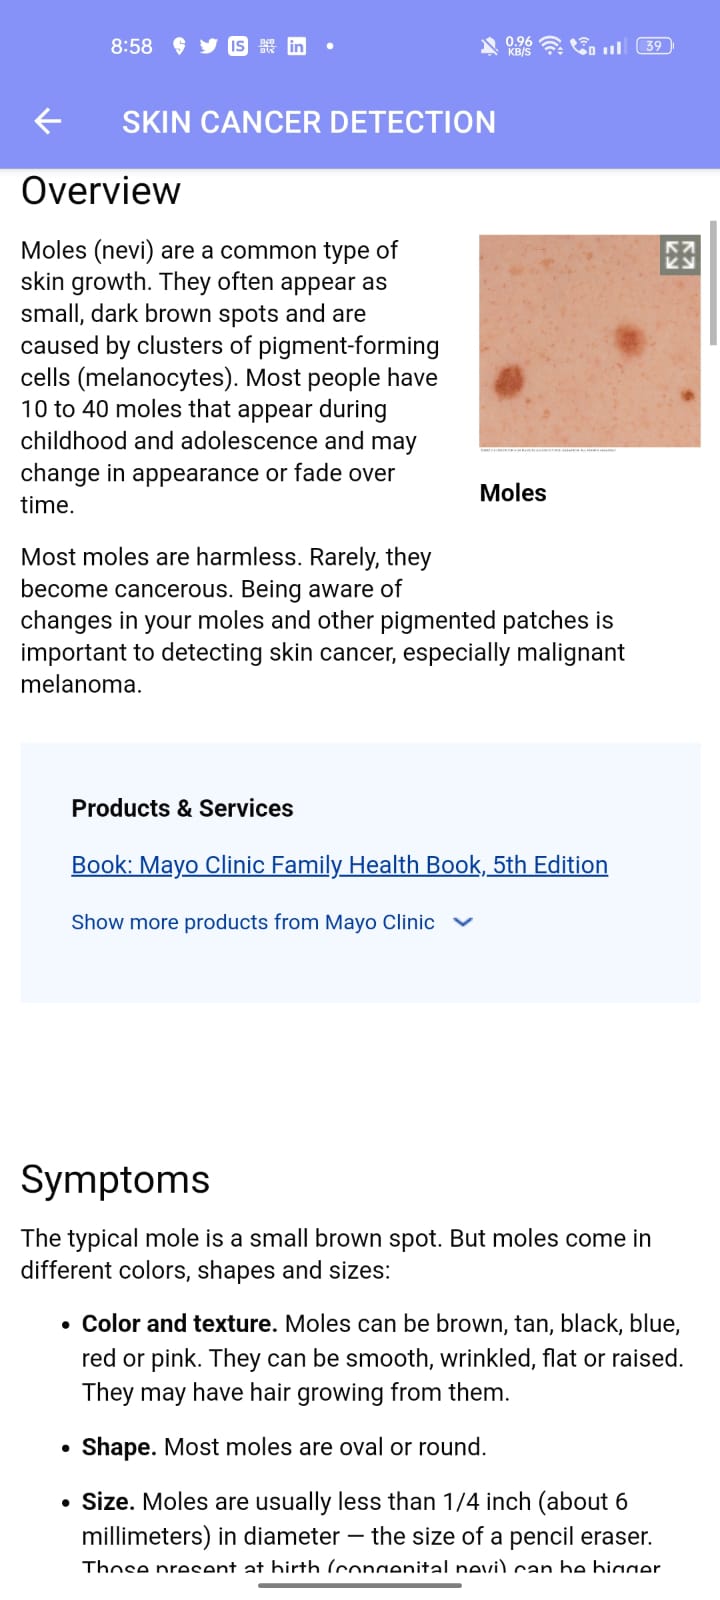 8:58
IS
in
0.96
KB/S
39
SKIN CANCER DETECTION
Overview
Moles (nevi) are a common type of
skin growth. They often appear as
small, dark brown spots and are
caused by clusters of pigment-forming
cells (melanocytes). Most people have
10 to 40 moles that appear during
childhood and adolescence and may
change in appearance or fade over
time.
Moles
Most moles are harmless. Rarely, they
become cancerous. Being aware of
changes in your moles and other pigmented patches is
important to detecting skin cancer, especially malignant
melanoma.
Products & Services
Book: Mayo Clinic Family Health Book, 5th Edition
Show more products from Mayo Clinic
Symptoms
The typical mole is a small brown spot. But moles come in
different colors, shapes and sizes:
• Color and texture. Moles can be brown, tan, black, blue,
red or pink. They can be smooth, wrinkled, flat or raised.
They may have hair growing from them.
• Shape. Most moles are oval or round.
• Size. Moles are usually less than 1/4 inch (about 6
millimeters) in diameter — the size of a pencil eraser.
Those present at birth (congenital nevi) can be bigger